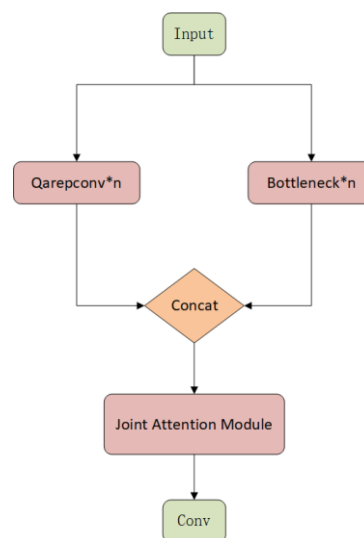 Input
Qarepconv*n
Bottleneck*n
Concat
Joint Attention Module
Conv